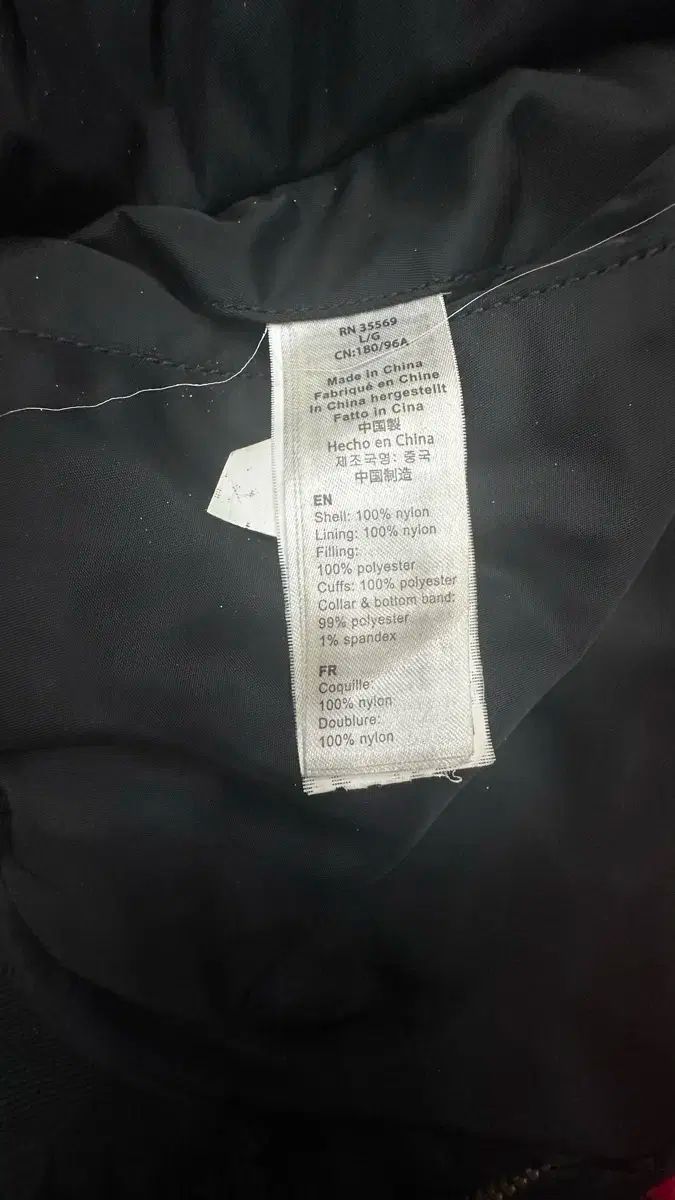 RN 35569
L/G
CN:180/96A
Made in China
Fabriqué en Chine
In China hergestellt
Fatto in Cina
中国製
Hecho en China
제조국명: 중국
中国制造
EN
Shell: 100% nylon
Lining: 100% nylon
Filling:
100% polyester
Cuffs: 100% polyester
Collar & bottom band:
99% polyester
1% spandex
FR
Coquille
100% nylon
Doublure:
100% nylon